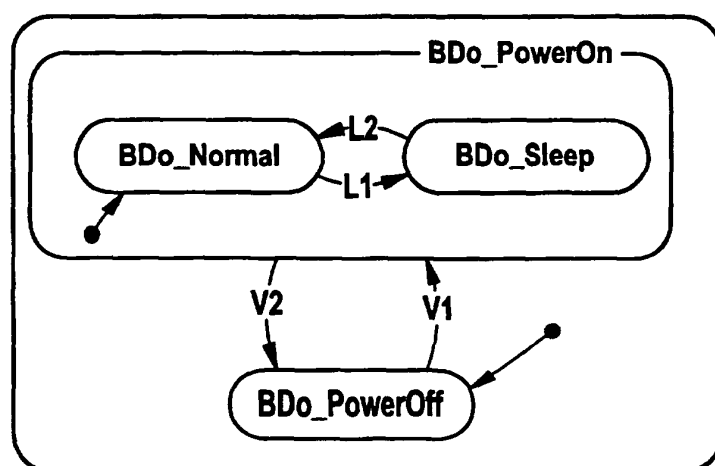 BDo_PowerOn
L2
BDo_Normal
BDo_Sleep
L1
V2
V1
BDo_PowerOff